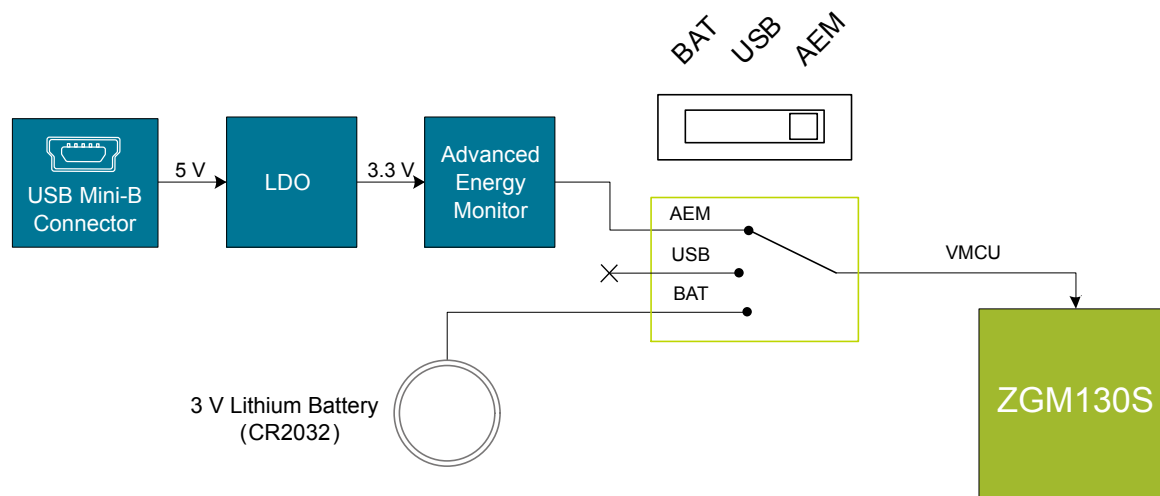 BAT
USB
AEM
USB Mini-B
Connector
5 V
LDO
3.3 V
Advanced
Energy
Monitor
AEM
USB
BAT
VMCU
3 V Lithium Battery
(CR2032)
ZGM130S